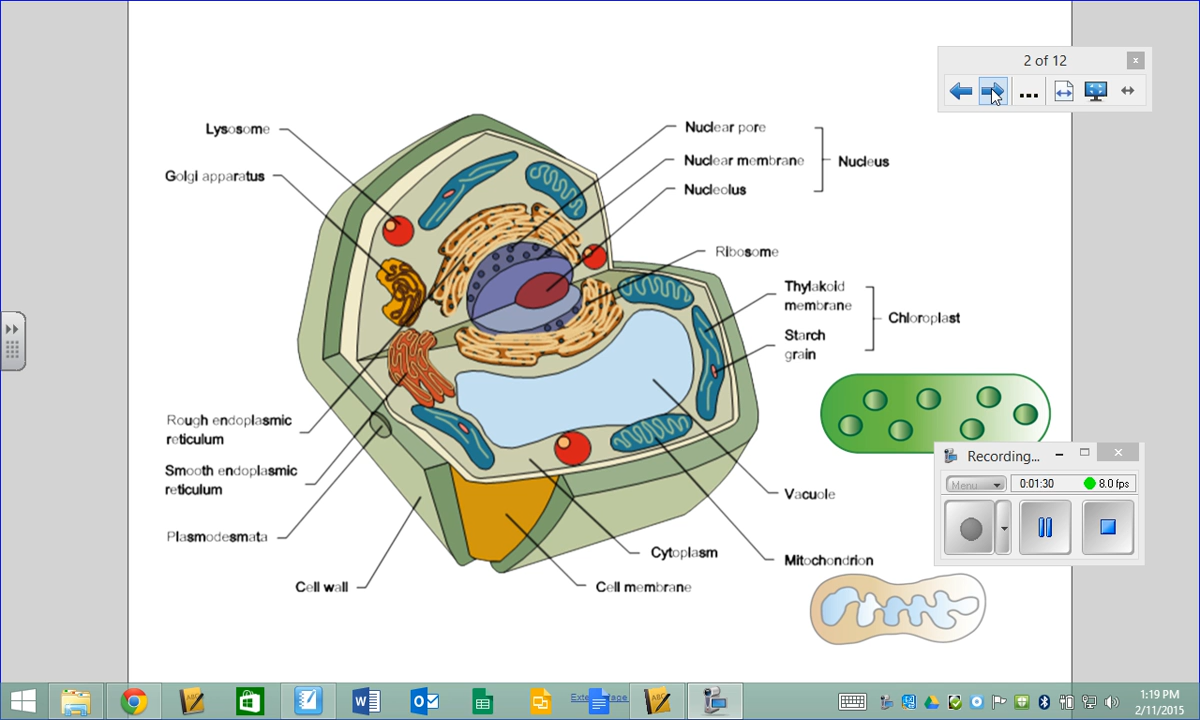 2 of 12
Lysosome
Golgi apparatus
Nuclear pore
Nuclear membrane
Nucleolus
Nucleus
Ribosome
Thylakoid
membrane
Starch
grain
Chloroplast
Rough endoplasmic
reticulum
Smooth endoplasmic
reticulum
Plasmodesmata
Cell wall
Cell membrane
Cytoplasm
Vacuole
Mitochondrion
Recording...
Menu
0:01:30
8.0 fps
1:19 PM
2/11/2015